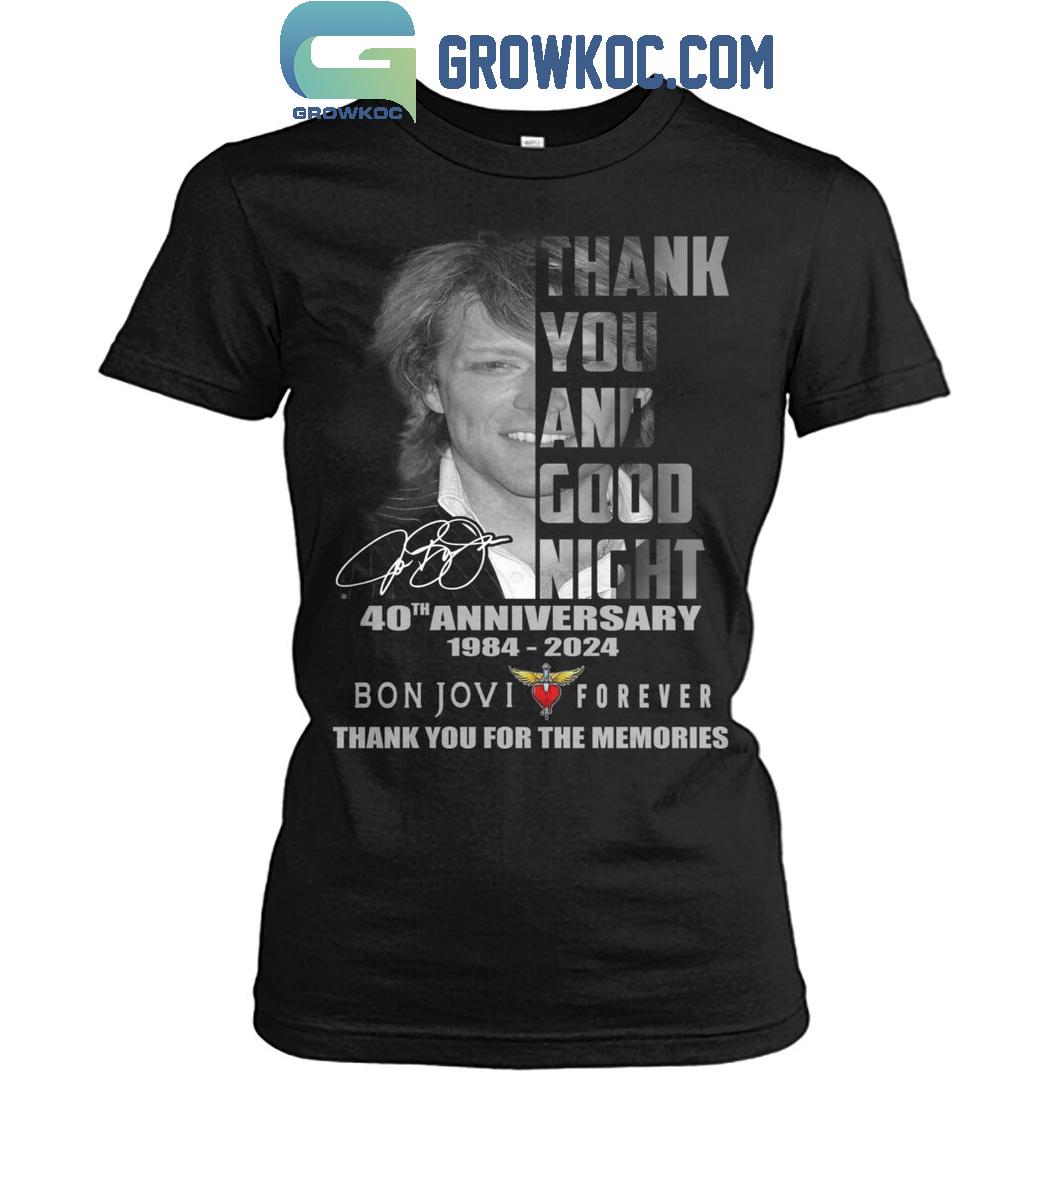 GROWKOC
GROWKOC.COM
THANK
YOU
AND
GOOD
NIGHT
40TH ANNIVERSARY
1984 - 2024
BON JOVI FOREVER
THANK YOU FOR THE MEMORIES